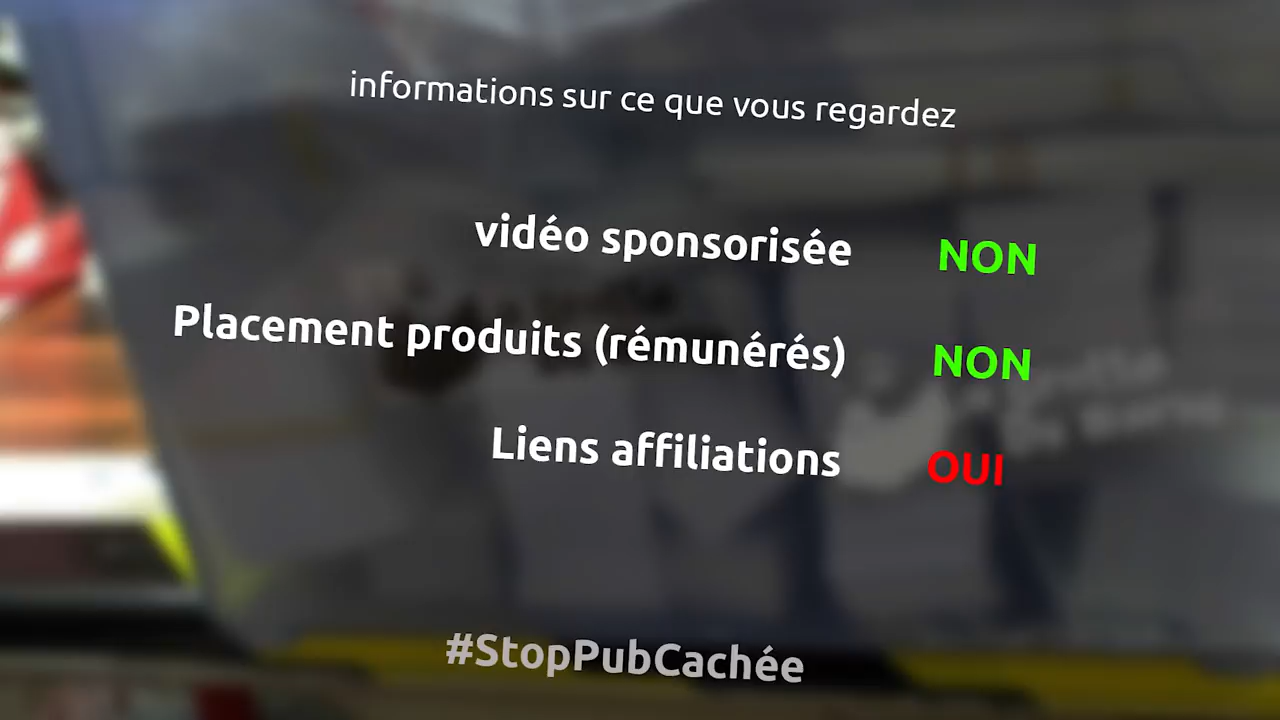 informations sur ce que vous regardez
vidéo sponsorisée NON
Placement produits (rémunérés) NON
Liens affiliations OUI
#StopPubCachée